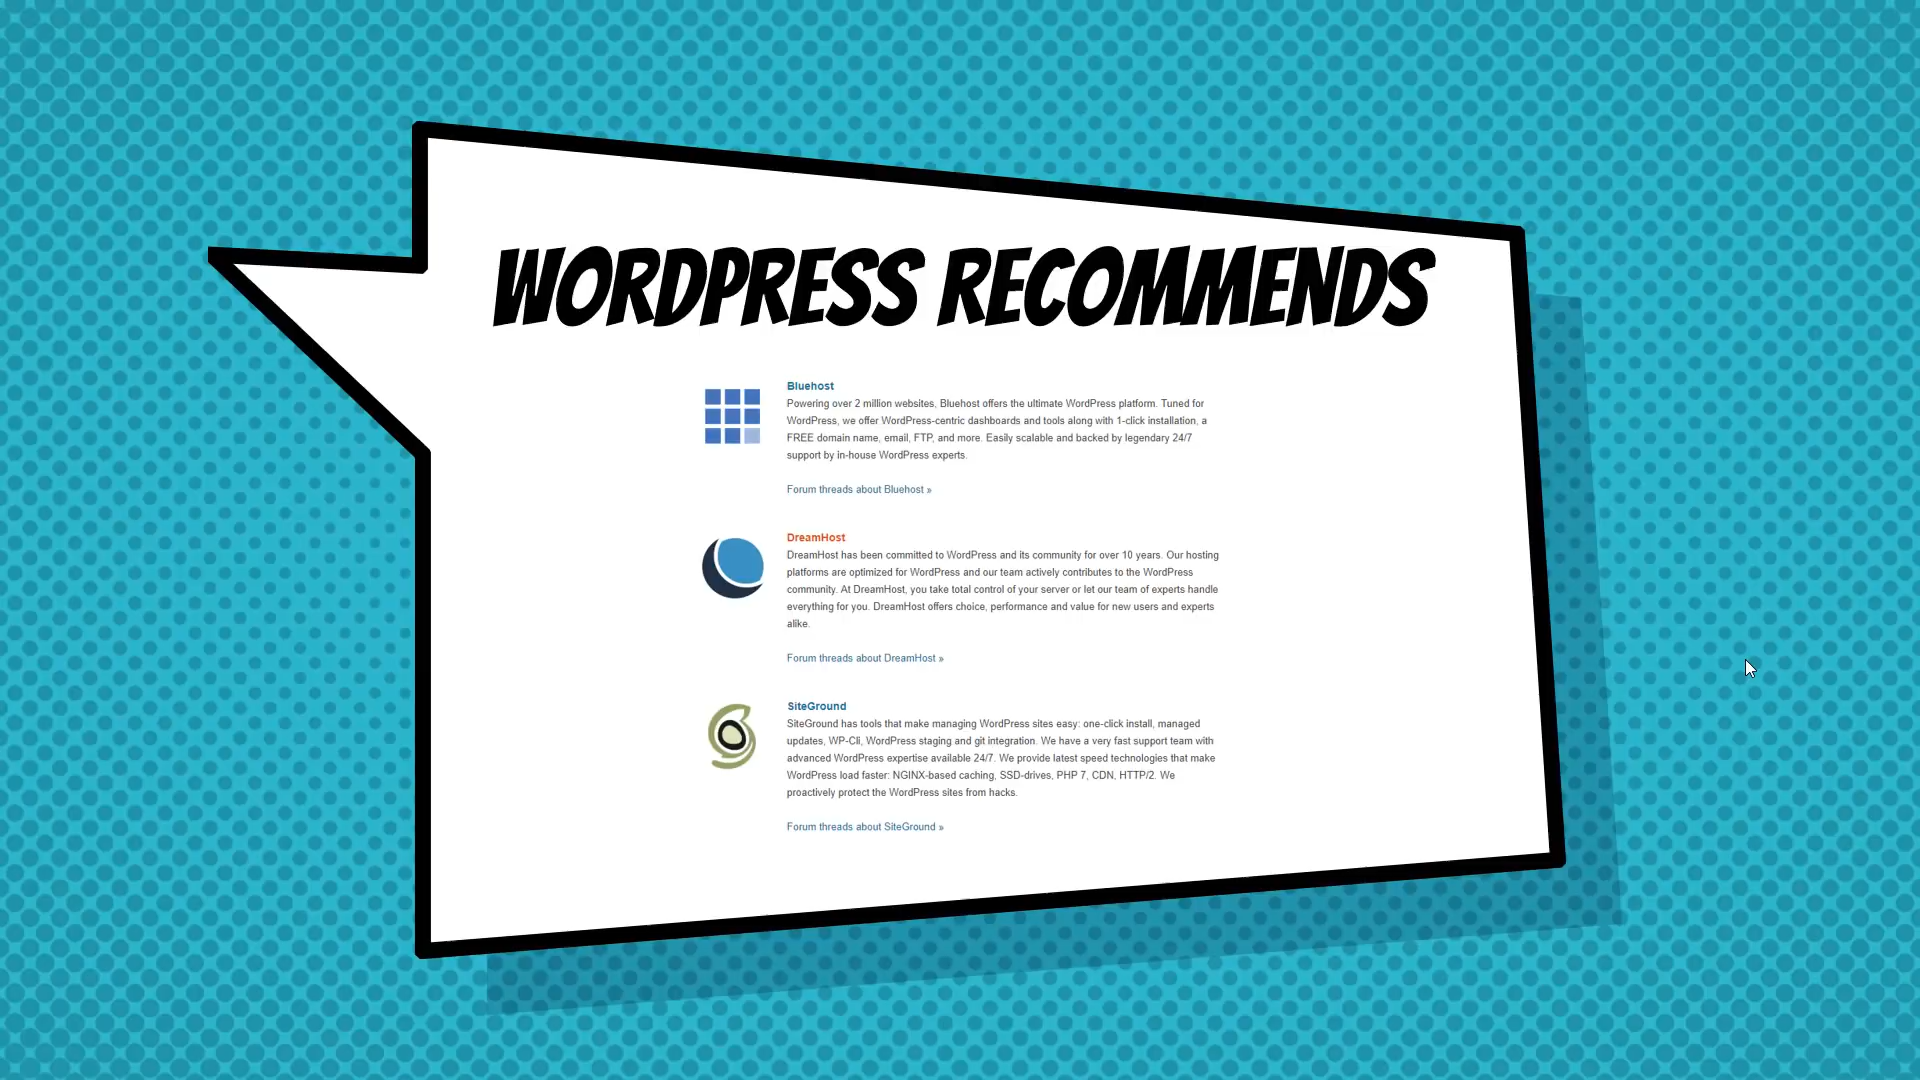 WORDPRESS RECOMMENDS
Bluehost
Powering over 2 million websites, Bluehost offers the ultimate WordPress platform. Tuned for
WordPress, we offer WordPress-centric dashboards and tools along with 1-click installation, a
FREE domain name, email, FTP, and more. Easily scalable and backed by legendary 24/7
support by in-house WordPress experts.
Forum threads about Bluehost »
DreamHost
DreamHost has been committed to WordPress and its community for over 10 years. Our hosting
platforms are optimized for WordPress and our team actively contributes to the WordPress
community. At DreamHost, you take total control of your server or let our team of experts handle
everything for you. DreamHost offers choice, performance and value for new users and experts
alike.
Forum threads about DreamHost »
SiteGround
SiteGround has tools that make managing WordPress sites easy: one-click install, managed
updates, WP-Cli, WordPress staging and git integration. We have a very fast support team with
advanced WordPress expertise available 24/7. We provide latest speed technologies that make
WordPress load faster: NGINX-based caching, SSD-drives, PHP 7, CDN, HTTP/2. We
proactively protect the WordPress sites from hacks.
Forum threads about SiteGround »